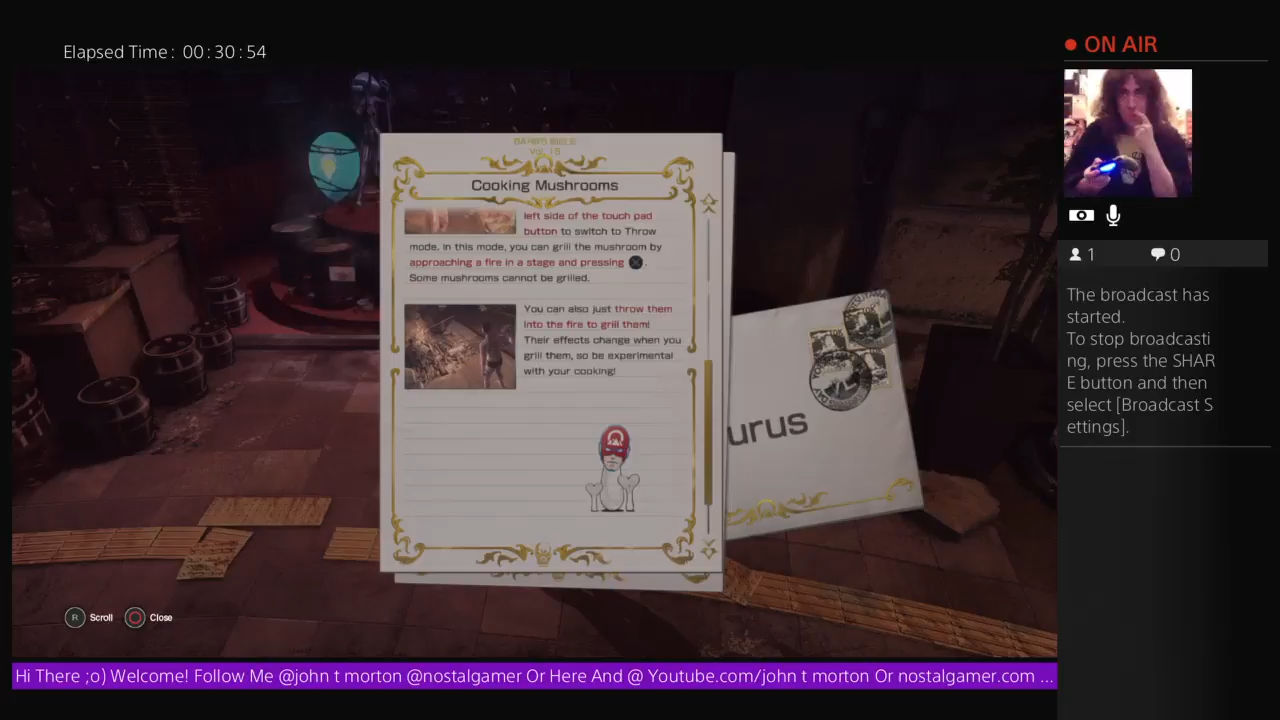 Elapsed Time: 00:30:54
ON AIR
Vol. 15
Cooking Mushrooms
left side of the touch pad
button to switch to Throw
mode. In this mode, you can grill the mushroom by
approaching a fire in a stage and pressing
Some mushrooms cannot be grilled.
You can also just throw them
into the fire to grill them!
Their effects change when you
grill them, so be experimental
with your cooking!
urus
1
0
The broadcast has
started.
To stop broadcasti
ng, press the SHAR
E button and then
select [Broadcast S
ettings].
R Scroll
Close
Hi There ;o) Welcome! Follow Me @john t morton @nostalgamer Or Here And @ Youtube.com/john t morton Or nostalgamer.com ...